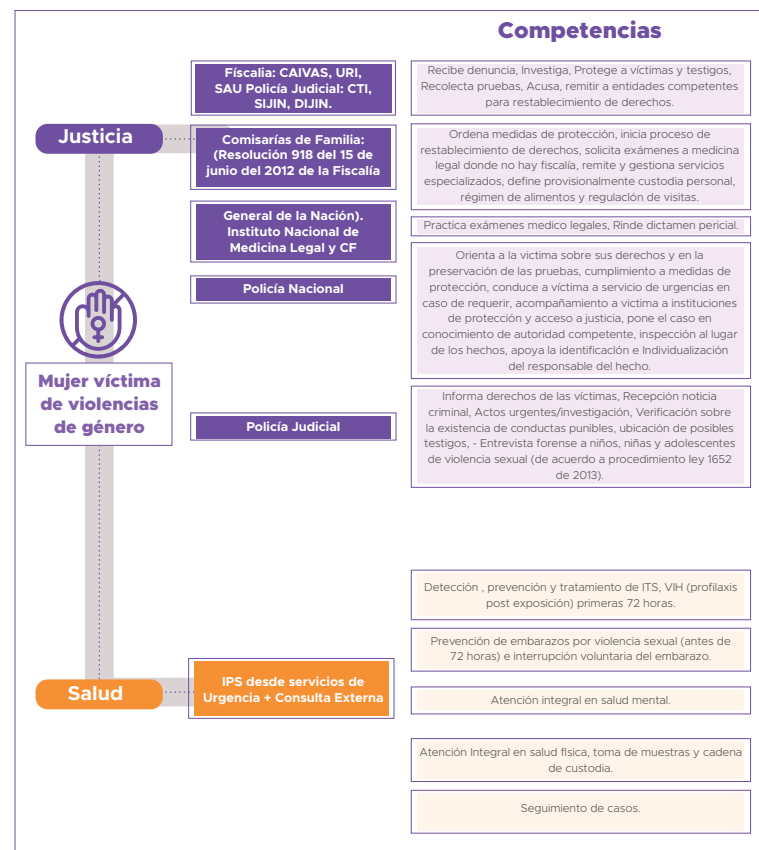 Competencias
Físcalia: CAIVAS, URI,
SAU Policía Judicial: CTI,
SIJIN, DIJIN.
Recibe denuncia, Investiga, Protege a víctimas y testigos,
Recolecta pruebas, Acusa, remitir a entidades competentes
para restablecimiento de derechos.
Justicia
Comisarías de Familia:
(Resolución 918 del 15 de
junio del 2012 de la Fiscalía
Ordena medidas de protección, inicia proceso de
restablecimiento de derechos, solicita exámenes a medicina
legal donde no hay fiscalía, remite y gestiona servicios
especializados, define provisionalmente custodia personal,
régimen de alimentos y regulación de visitas.
General de la Nación).
Instituto Nacional de
Medicina Legal y CF
Practica exámenes medico legales, Rinde dictamen pericial.
Policía Nacional
Orienta a la victima sobre sus derechos y en la
preservación de las pruebas, cumplimiento a medidas de
protección, conduce a víctima a servicio de urgencias en
caso de requerir, acompañamiento a victima a instituciones
de protección y acceso a justicia, pone el caso en
conocimiento de autoridad competente, inspección al lugar
de los hechos, apoya la identificación e Individualización
del responsable del hecho.
Mujer víctima
de violencias
de género
Policía Judicial
Informa derechos de las víctimas, Recepción noticia
criminal, Actos urgentes/investigación, Verificación sobre
la existencia de conductas punibles, ubicación de posibles
testigos, - Entrevista forense a niños, niñas y adolescentes
de violencia sexual (de acuerdo a procedimiento ley 1652
de 2013).
Detección , prevención y tratamiento de ITS, VIH (profilaxis
post exposición) primeras 72 horas.
Prevención de embarazos por violencia sexual (antes de
72 horas) e interrupción voluntaria del embarazo.
Salud
IPS desde servicios de
Urgencia + Consulta Externa
Atención integral en salud mental.
Atención Integral en salud física, toma de muestras y cadena
de custodia.
Seguimiento de casos.